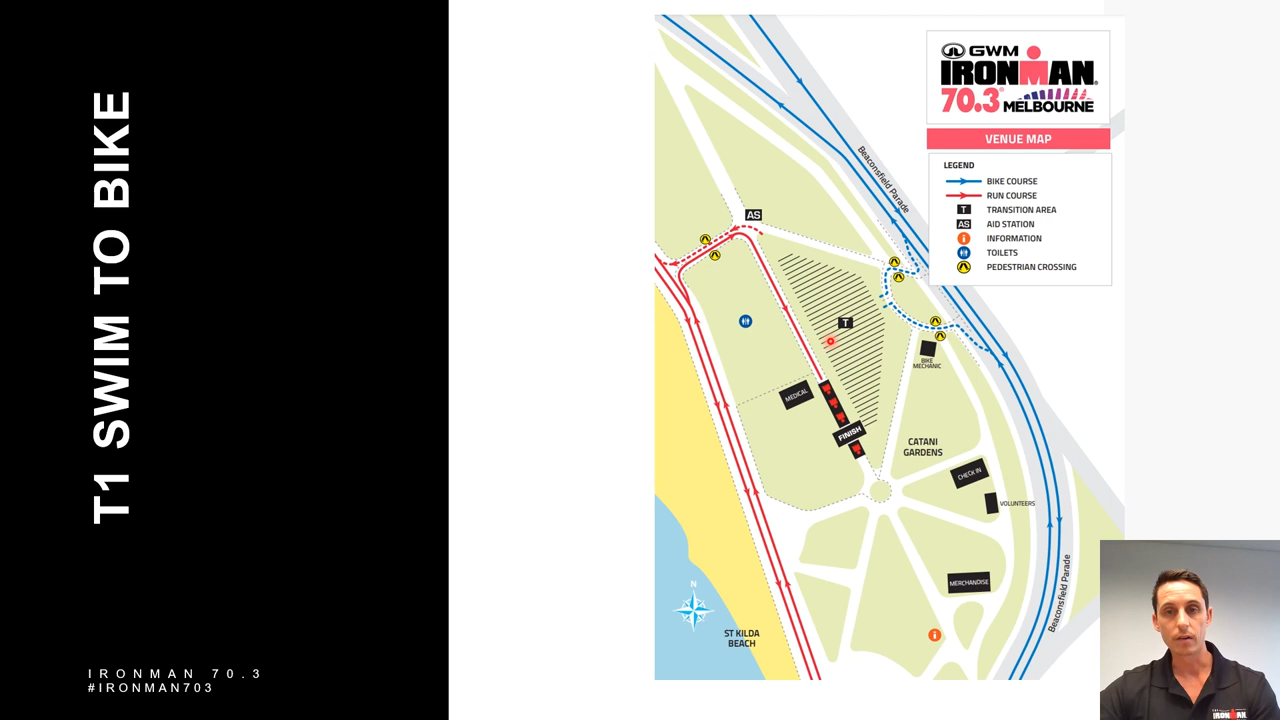 T1 SWIM TO BIKE
IRONMAN 70.3
#IRONMAN703
GWM
IRONMAN
70.3 MELBOURNE
VENUE MAP
LEGEND
BIKE COURSE
RUN COURSE
T TRANSITION AREA
AS AID STATION
i INFORMATION
TOILETS
PEDESTRIAN CROSSING
Beaconsfield Parade
AS
T
BIKE
MECHANIC
MEDICAL
FINISH
CATANI
GARDENS
CHECK IN
VOLUNTEERS
MERCHANDISE
Beaconsfield Parade
N
ST KILDA
BEACH
i
IRONMAN